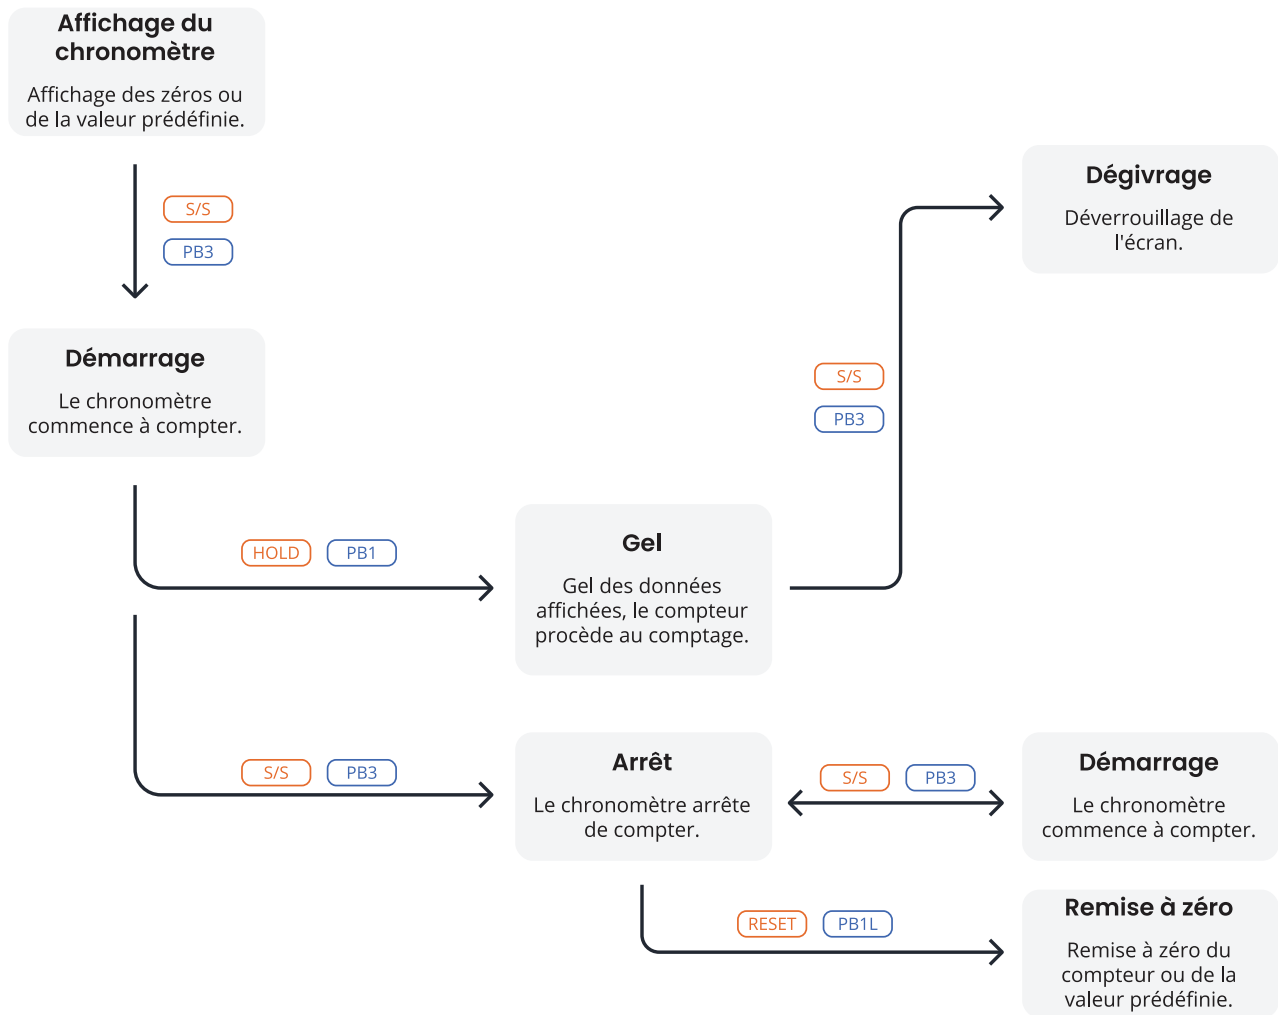 Affichage du
chronomètre
Affichage des zéros ou
de la valeur prédéfinie.
S/S
PB3
Démarrage
Le chronomètre
commence à compter.
HOLD PB1
Gel
Gel des données
affichées, le compteur
procède au comptage.
S/S
PB3
Dégivrage
Déverrouillage de
l'écran.
S/S PB3
Arrêt
Le chronomètre arrête
de compter.
S/S PB3
Démarrage
Le chronomètre
commence à compter.
RESET PB1L
Remise à zéro
Remise à zéro du
compteur ou de la
valeur prédéfinie.